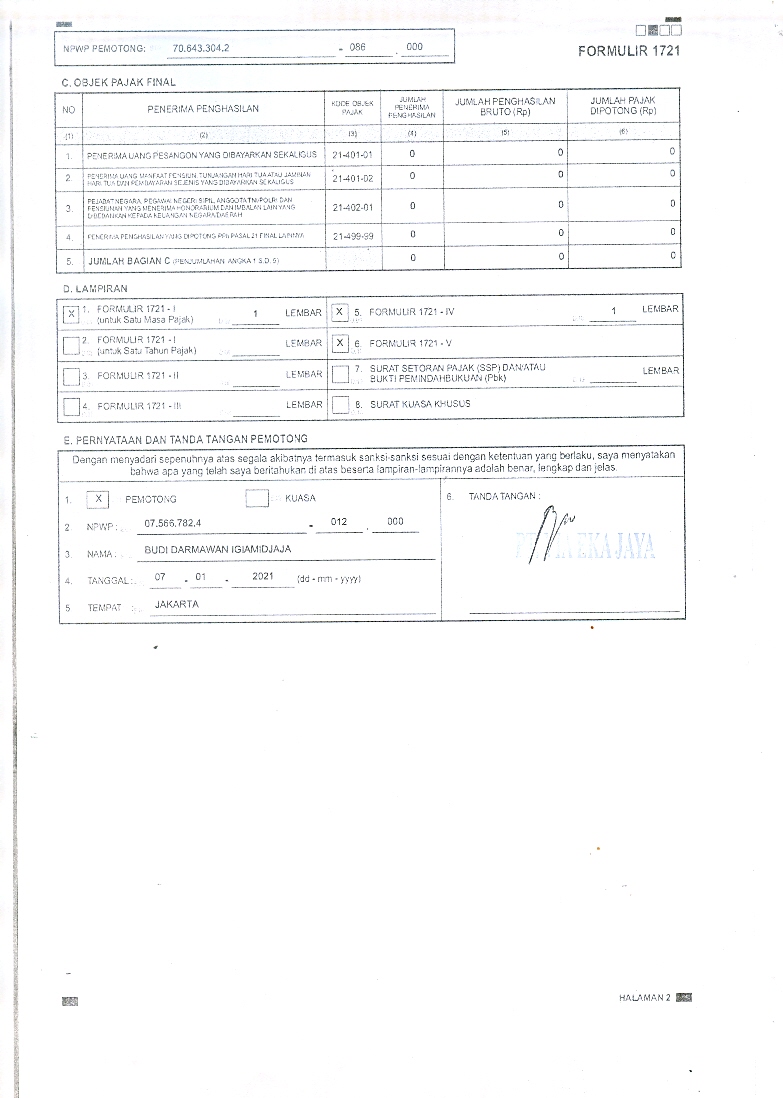 NPWP PEMOTONG: 70.643.304.2 - 086 . 000
FORMULIR 1721
C. OBJEK PAJAK FINAL
NO PENERIMA PENGHASILAN KODE OBJEK PAJAK JUMLAH PENERIMA PENGHASILAN JUMLAH PENGHASILAN BRUTO (Rp) JUMLAH PAJAK DIPOTONG (Rp)
(1) (2) (3) (4) (5) (6)
1. PENERIMA UANG PESANGON YANG DIBAYARKAN SEKALIGUS 21-401-01 0 0 0
2. PENERIMA UANG MANFAAT PENSIUN, TUNJANGAN HARI TUA ATAU JAMINAN
HARI TUA DAN PEMBAYARAN SEJENIS YANG DIBAYARKAN SEKALIGUS 21-401-02 0 0 0
3. PEJABAT NEGARA, PEGAWAI NEGERI SIPIL, ANGGOTA TNI/POLRI DAN
PENSIUNAN YANG MENERIMA HONORARIUM DAN IMBALAN LAIN YANG
DIBEBANKAN KEPADA KEUANGAN NEGARA/DAERAH 21-402-01 0 0 0
4. PENERIMA PENGHASILAN YANG DIPOTONG PPh PASAL 21 FINAL LAINNYA 21-499-99 0 0 0
5. JUMLAH BAGIAN C (PENJUMLAHAN ANGKA 1 S.D. 5) 0 0 0
D. LAMPIRAN
X 1. FORMULIR 1721 - I
(untuk Satu Masa Pajak) 1 LEMBAR
X 5. FORMULIR 1721 - IV 1 LEMBAR
2. FORMULIR 1721 - I
(untuk Satu Tahun Pajak) LEMBAR
X 6. FORMULIR 1721 - V
3. FORMULIR 1721 - II LEMBAR
7. SURAT SETORAN PAJAK (SSP) DAN/ATAU
BUKTI PEMINDAHBUKUAN (Pbk) LEMBAR
4. FORMULIR 1721 - III LEMBAR
8. SURAT KUASA KHUSUS
E. PERNYATAAN DAN TANDA TANGAN PEMOTONG
Dengan menyadari sepenuhnya atas segala akibatnya termasuk sanksi-sanksi sesuai dengan ketentuan yang berlaku, saya menyatakan
bahwa apa yang telah saya beritahukan di atas beserta lampiran-lampirannya adalah benar, lengkap dan jelas.
1. X PEMOTONG KUASA
2 NPWP : 07.566.782.4 - 012 . 000
3. NAMA : BUDI DARMAWAN IGIAMIDJAJA
4. TANGGAL : 07 - 01 - 2021 (dd - mm - yyyy)
5 TEMPAT : JAKARTA
6. TANDA TANGAN :
EKA JAYA
HALAMAN 2